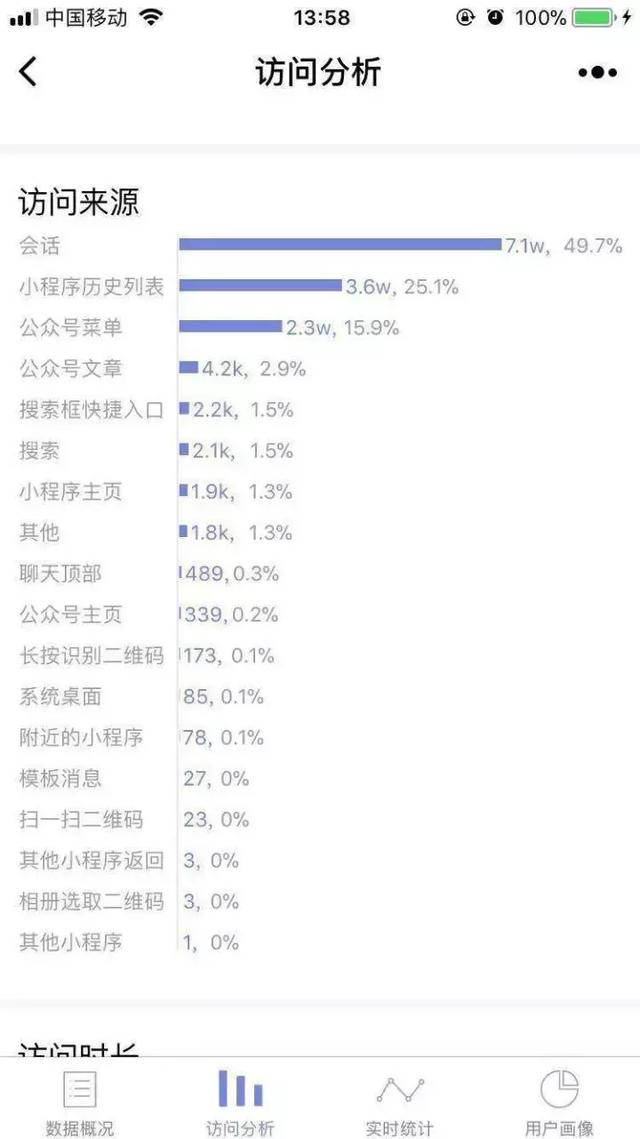 中国移动 13:58 100%
访问分析
访问来源
会话 7.1w, 49.7%
小程序历史列表 3.6w, 25.1%
公众号菜单 2.3w, 15.9%
公众号文章 4.2k, 2.9%
搜索框快捷入口 2.2k, 1.5%
搜索 2.1k, 1.5%
小程序主页 1.9k, 1.3%
其他 1.8k, 1.3%
聊天顶部 489, 0.3%
公众号主页 339, 0.2%
长按识别二维码 173, 0.1%
系统桌面 85, 0.1%
附近的小程序 78, 0.1%
模板消息 27, 0%
扫一扫二维码 23, 0%
其他小程序返回 3, 0%
相册选取二维码 3, 0%
其他小程序 1, 0%
访问时长
数据概况 访问分析 实时统计 用户画像